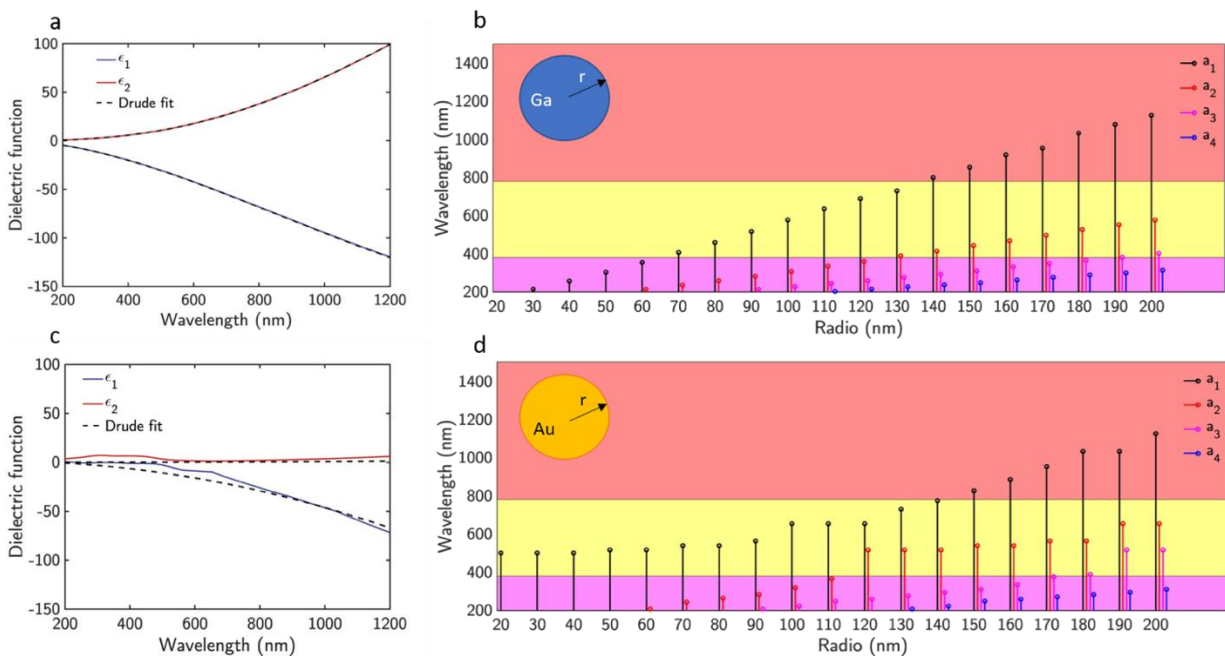 a
100
50
0
-50
-100
-150
Dielectric function
ϵ1
ϵ2
Drude fit
200 400 600 800 1000 1200
Wavelength (nm)
b
1400
1200
1000
800
600
400
200
Wavelength (nm)
r
Ga
a1
a2
a3
a4
20 30 40 50 60 70 80 90 100 110 120 130 140 150 160 170 180 190 200
Radio (nm)
c
100
50
0
-50
-100
-150
Dielectric function
ϵ1
ϵ2
Drude fit
200 400 600 800 1000 1200
Wavelength (nm)
d
1400
1200
1000
800
600
400
200
Wavelength (nm)
r
Au
a1
a2
a3
a4
20 30 40 50 60 70 80 90 100 110 120 130 140 150 160 170 180 190 200
Radio (nm)